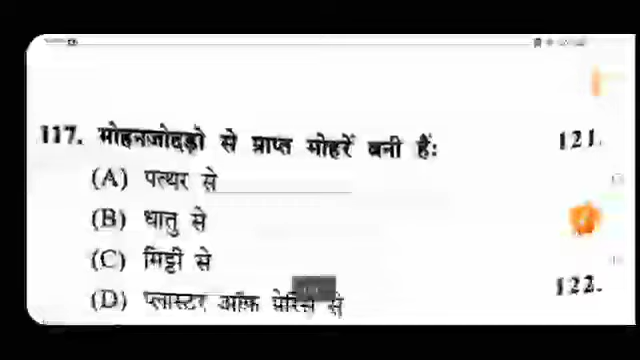 117. मोहनजोदड़ो से प्राप्त मोहरें बनी हैं:
(A) पत्थर से
(B) धातु से
(C) मिट्टी से
(D) प्लास्टर ऑफ पेरिस से
121.
122.